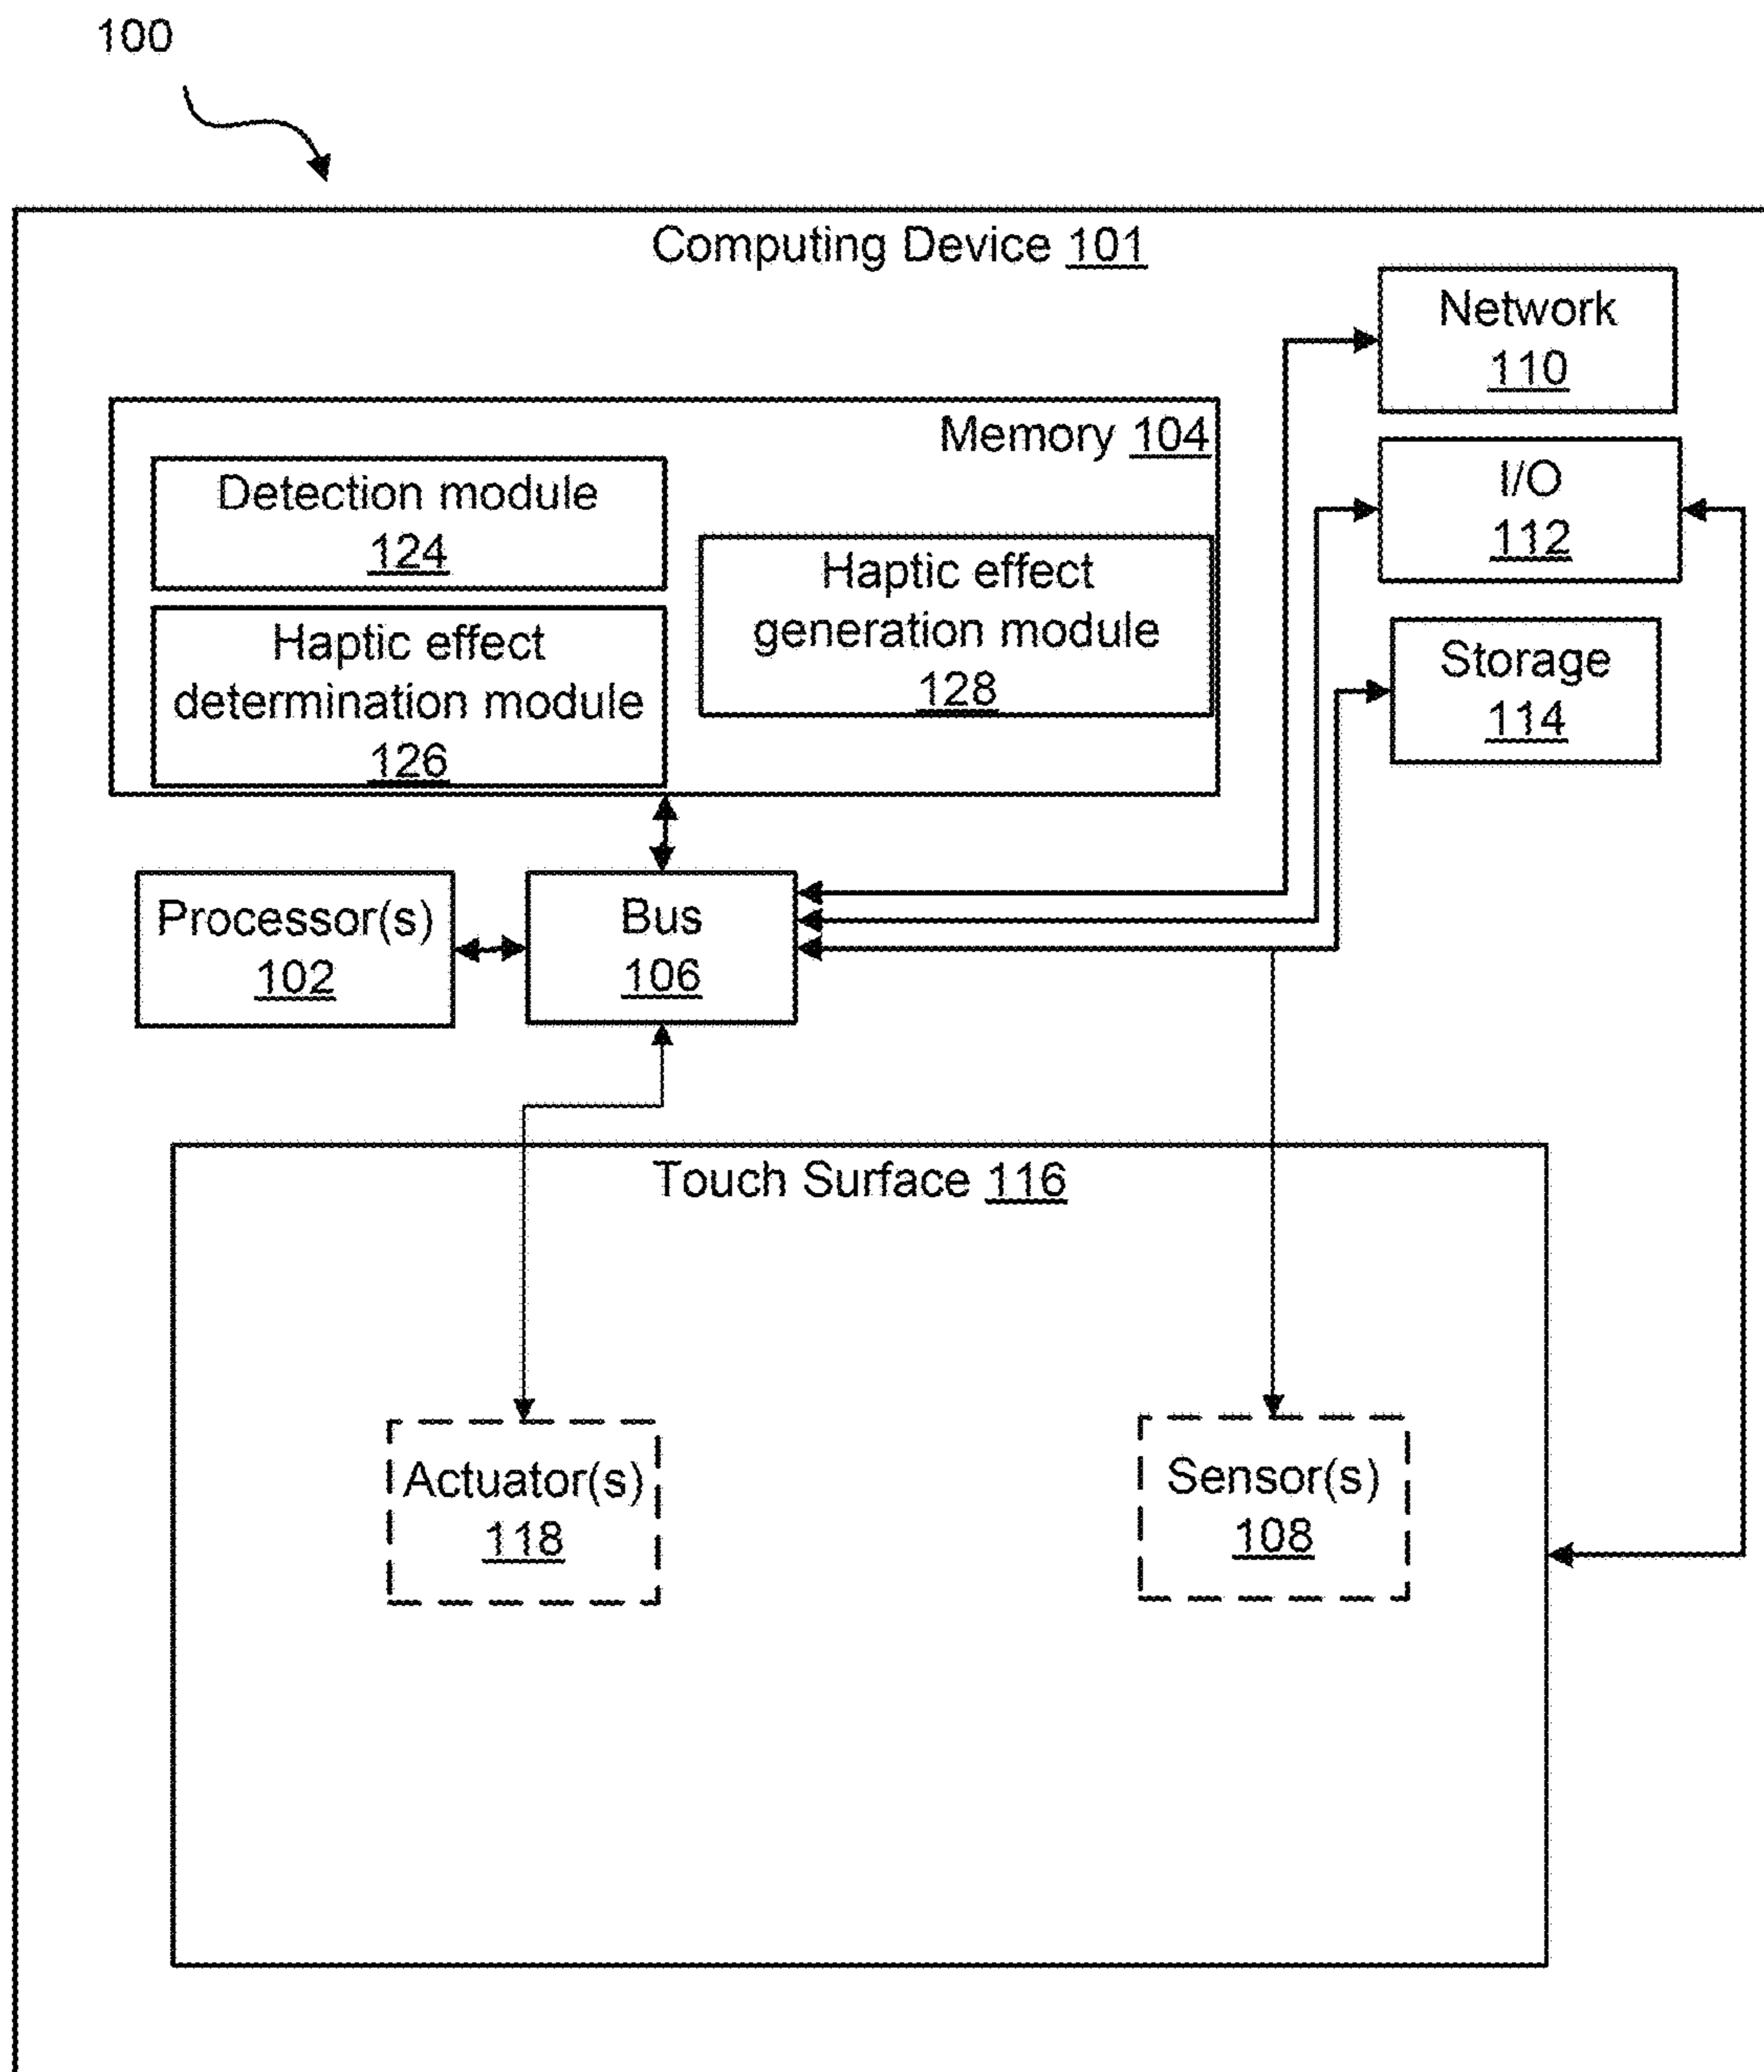 100
Computing Device 101
Network
110
Memory 104
I/O
112
Detection module
124
Haptic effect
generation module
128
Haptic effect
determination module
126
Storage
114
Processor(s)
102
Bus
106
Touch Surface 116
Actuator(s)
118
Sensor(s)
108